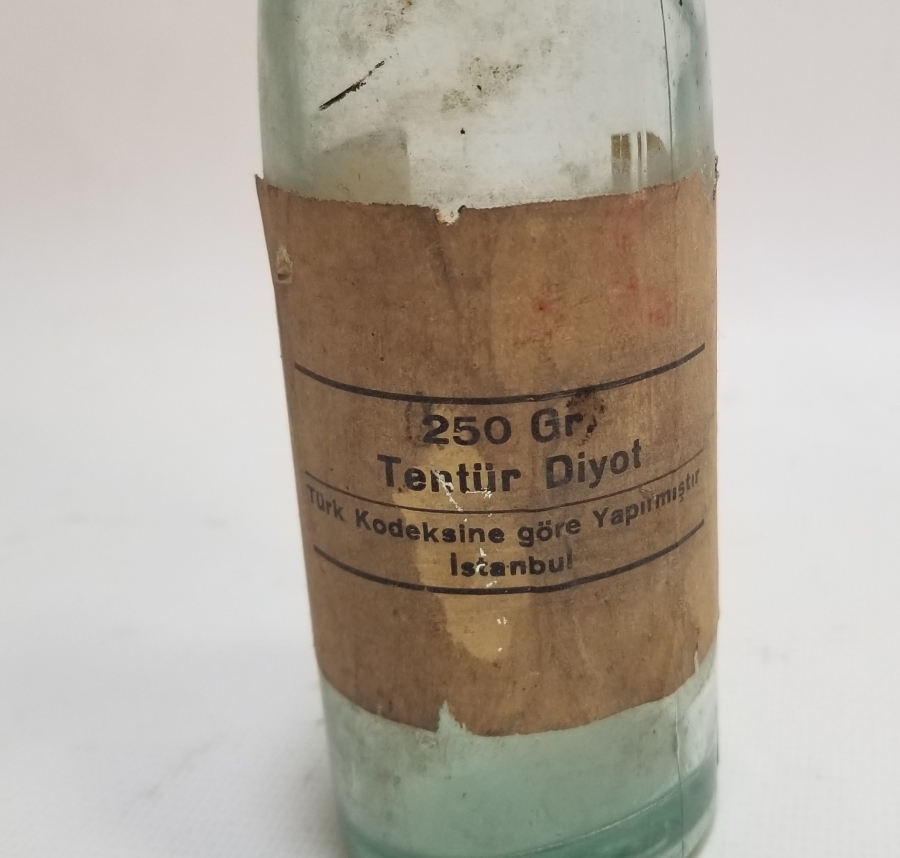 250 Gr.
Tentür Diyot
Türk Kodeksine göre Yapılmıştır
İstanbul